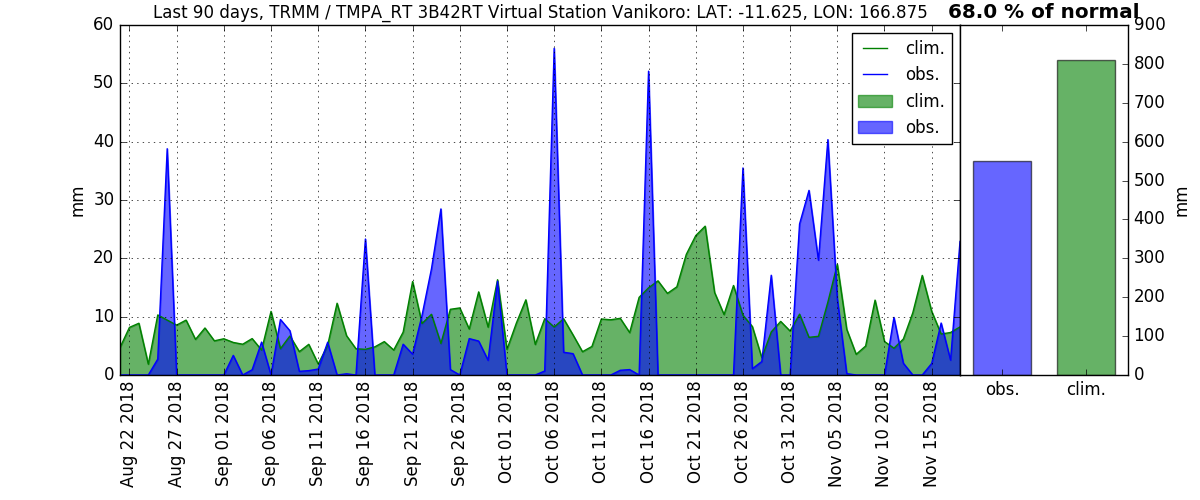 Last 90 days, TRMM / TMPA_RT 3B42RT Virtual Station Vanikoro: LAT: -11.625, LON: 166.875
68.0 % of normal
60
50
40
30
20
10
0
mm
clim.
obs.
clim.
obs.
900
800
700
600
500
400
300
200
100
0
mm
Aug 22 2018
Aug 27 2018
Sep 01 2018
Sep 06 2018
Sep 11 2018
Sep 16 2018
Sep 21 2018
Sep 26 2018
Oct 01 2018
Oct 06 2018
Oct 11 2018
Oct 16 2018
Oct 21 2018
Oct 26 2018
Oct 31 2018
Nov 05 2018
Nov 10 2018
Nov 15 2018
obs.
clim.